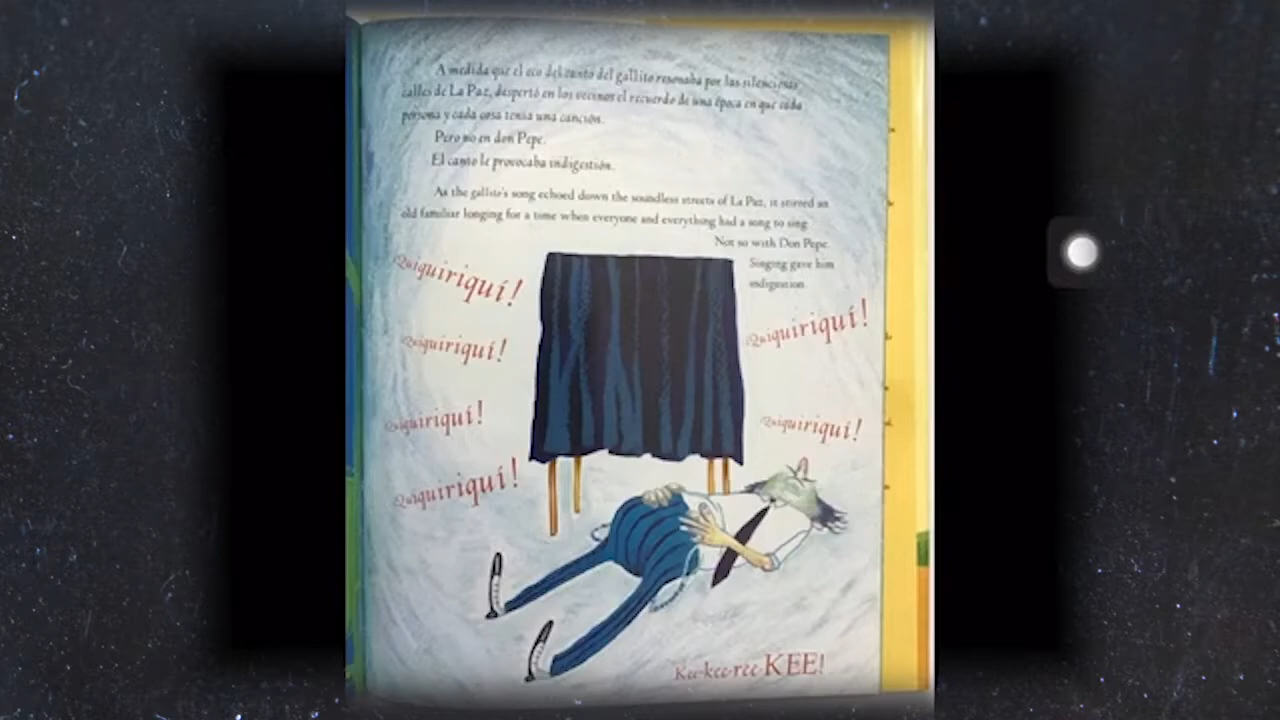 A medida que el eco del canto del gallito resonaba por las silenciosas
calles de La Paz, despertó en los vecinos el recuerdo de una época en que cada
persona y cada cosa tenía una canción.
Pero no en don Pepe.
El canto le provocaba indigestión.
As the gallito's song echoed down the soundless streets of La Paz, it stirred an
old familiar longing for a time when everyone and everything had a song to sing.
Not so with Don Pepe.
Singing gave him
indigestion.
¡Quiquiriquí!
¡Quiquiriquí!
¡Quiquiriquí!
¡Quiquiriquí!
¡Quiquiriquí!
¡Quiquiriquí!
Kee-kee-ree-KEE!